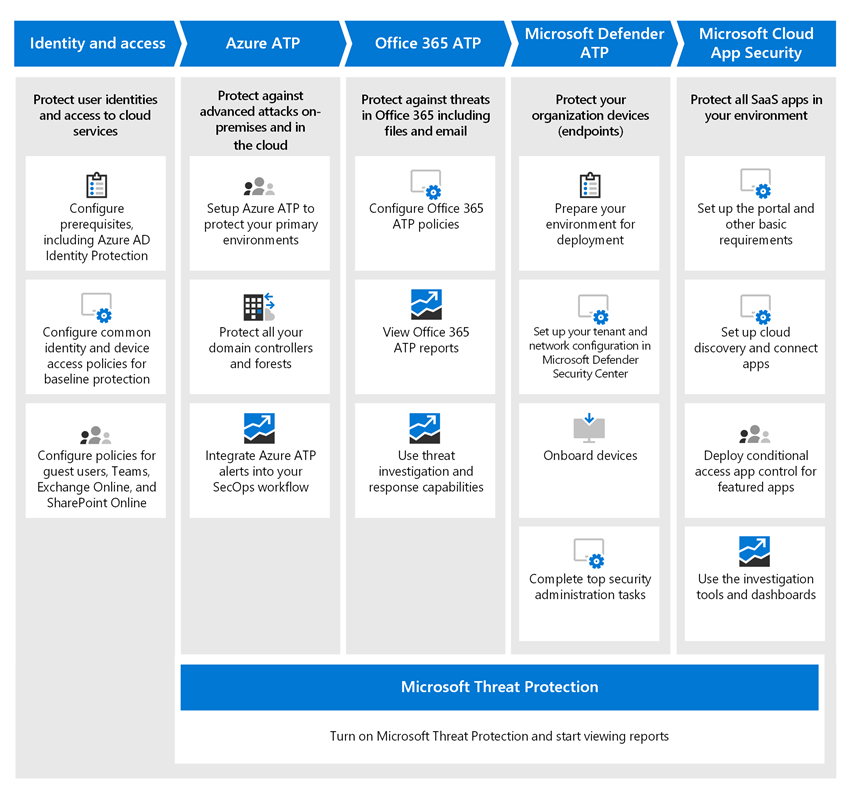 Identity and access
Azure ATP
Office 365 ATP
Microsoft Defender
ATP
Microsoft Cloud
App Security
Protect user identities
and access to cloud
services
Configure
prerequisites,
including Azure AD
Identity Protection
Configure common
identity and device
access policies for
baseline protection
Configure policies for
guest users, Teams,
Exchange Online, and
SharePoint Online
Protect against
advanced attacks on-
premises and in
the cloud
Setup Azure ATP to
protect your primary
environments
Protect all your
domain controllers
and forests
Integrate Azure ATP
alerts into your
SecOps workflow
Protect against threats
in Office 365 including
files and email
Configure Office 365
ATP policies
View Office 365
ATP reports
Use threat
investigation and
response capabilities
Protect your
organization devices
(endpoints)
Prepare your
environment for
deployment
Set up your tenant and
network configuration in
Microsoft Defender
Security Center
Onboard devices
Complete top security
administration tasks
Protect all SaaS apps in
your environment
Set up the portal and
other basic
requirements
Set up cloud
discovery and connect
apps
Deploy conditional
access app control for
featured apps
Use the investigation
tools and dashboards
Microsoft Threat Protection
Turn on Microsoft Threat Protection and start viewing reports